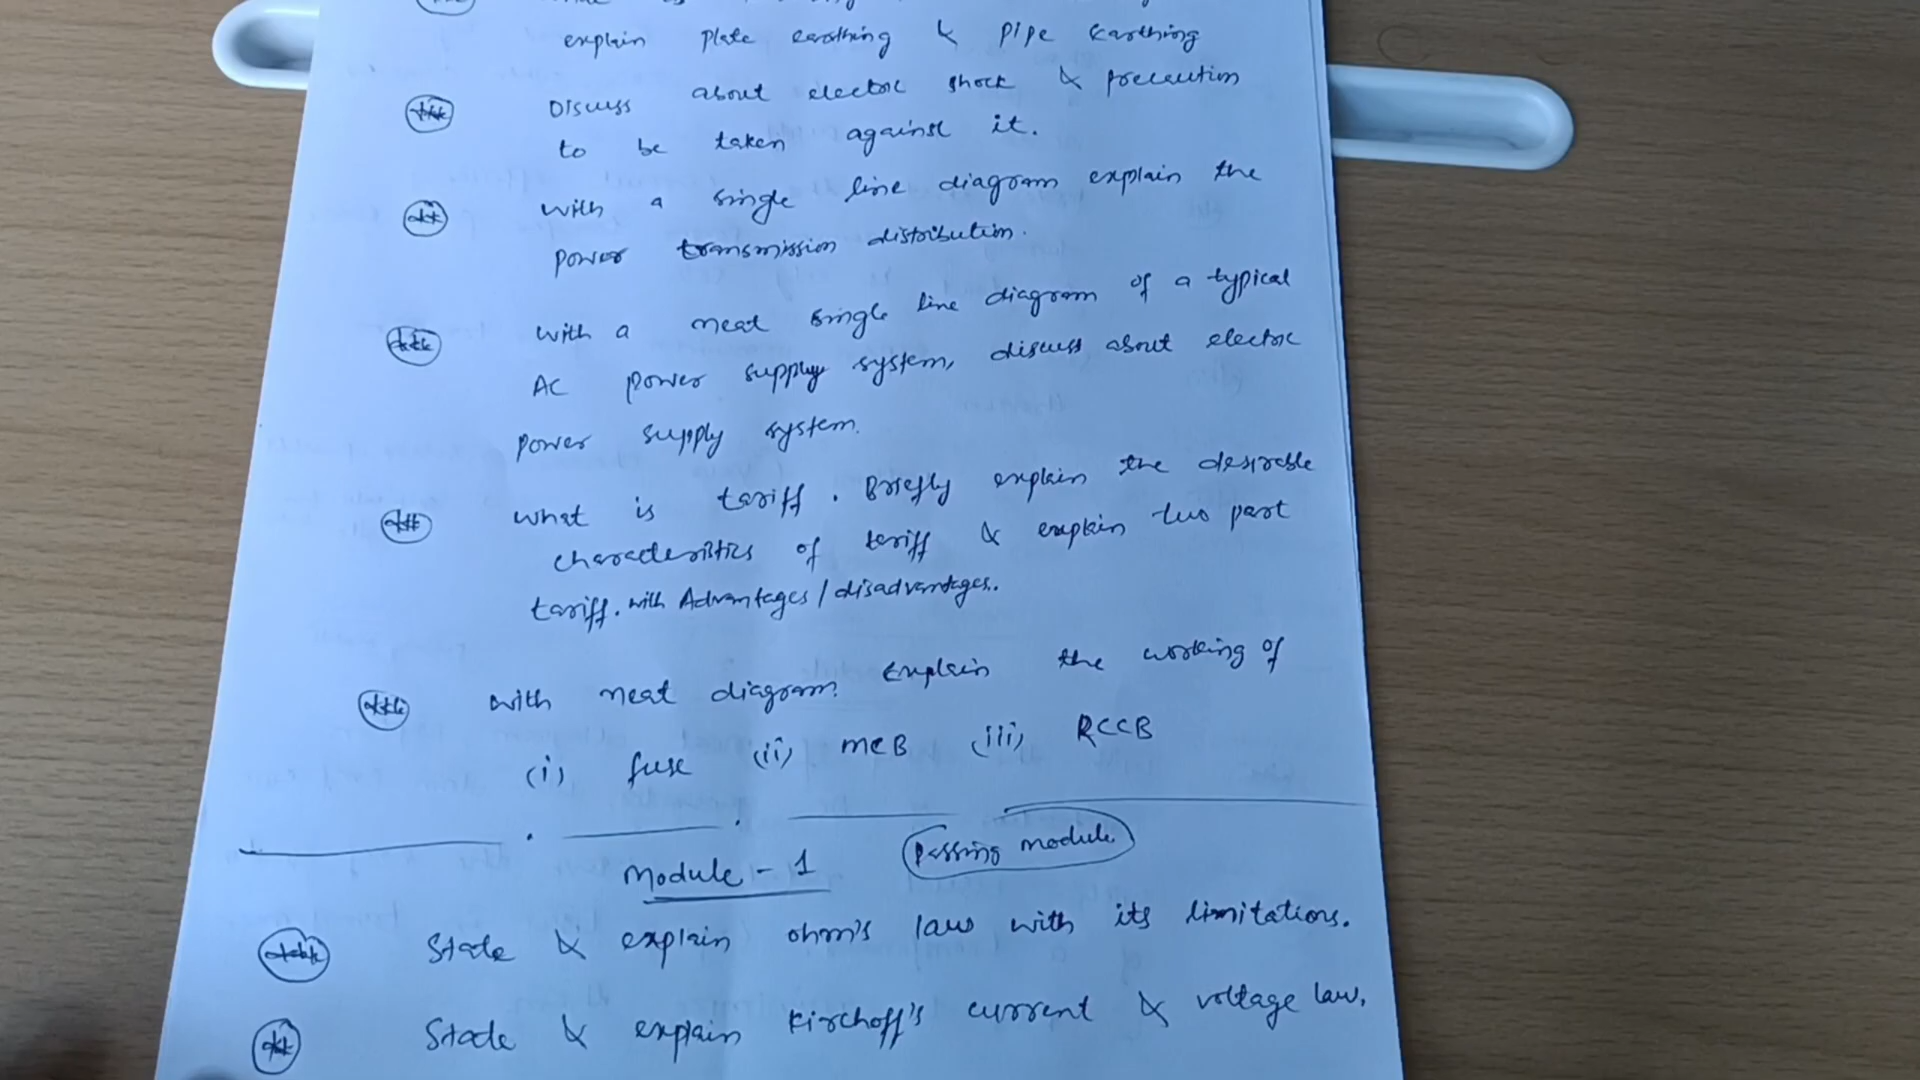 explain plate earthing & pipe Earthing
*** Discuss about electric shock & precaution
to be taken against it.
** with a single line diagram explain the
power transmission distribution.
*** with a neat single line diagram of a typical
AC power supply system, discuss about electric
power supply system.
*** what is tariff. Briefly explain the desirable
characteristics of tariff & explain two part
tariff. with Advantages/disadvantages.
*** with neat diagram Explain the working of
(i) fuse (ii) MCB (iii) RCCB
Module - 1 Passing module
*** State & explain ohm's law with its limitations.
** State & explain Kirchoff's current & voltage law.